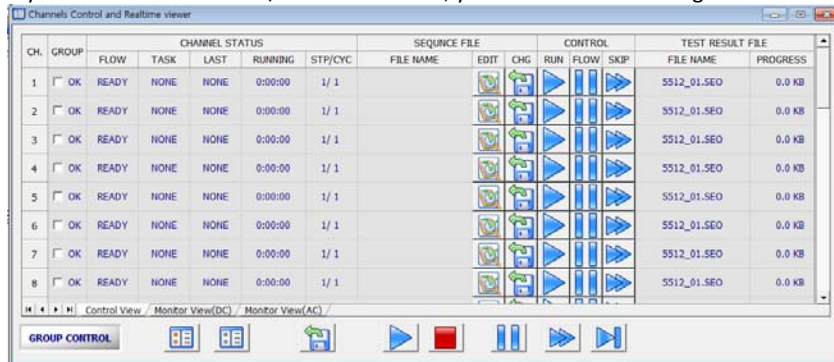 Channels Control and Realtime viewer
CH. GROUP CHANNEL STATUS SEQUNCE FILE CONTROL TEST RESULT FILE
FLOW TASK LAST RUNNING STP/CYC FILE NAME EDIT CHG RUN FLOW SKIP FILE NAME PROGRESS
1 OK READY NONE NONE 0:00:00 1/ 1 5512_01.SEO 0.0 KB
2 OK READY NONE NONE 0:00:00 1/ 1 5512_01.SEO 0.0 KB
3 OK READY NONE NONE 0:00:00 1/ 1 5512_01.SEO 0.0 KB
4 OK READY NONE NONE 0:00:00 1/ 1 5512_01.SEO 0.0 KB
5 OK READY NONE NONE 0:00:00 1/ 1 5512_01.SEO 0.0 KB
6 OK READY NONE NONE 0:00:00 1/ 1 5512_01.SEO 0.0 KB
7 OK READY NONE NONE 0:00:00 1/ 1 5512_01.SEO 0.0 KB
8 OK READY NONE NONE 0:00:00 1/ 1 5512_01.SEO 0.0 KB
Control View / Monitor View(DC) / Monitor View(AC) /
GROUP CONTROL